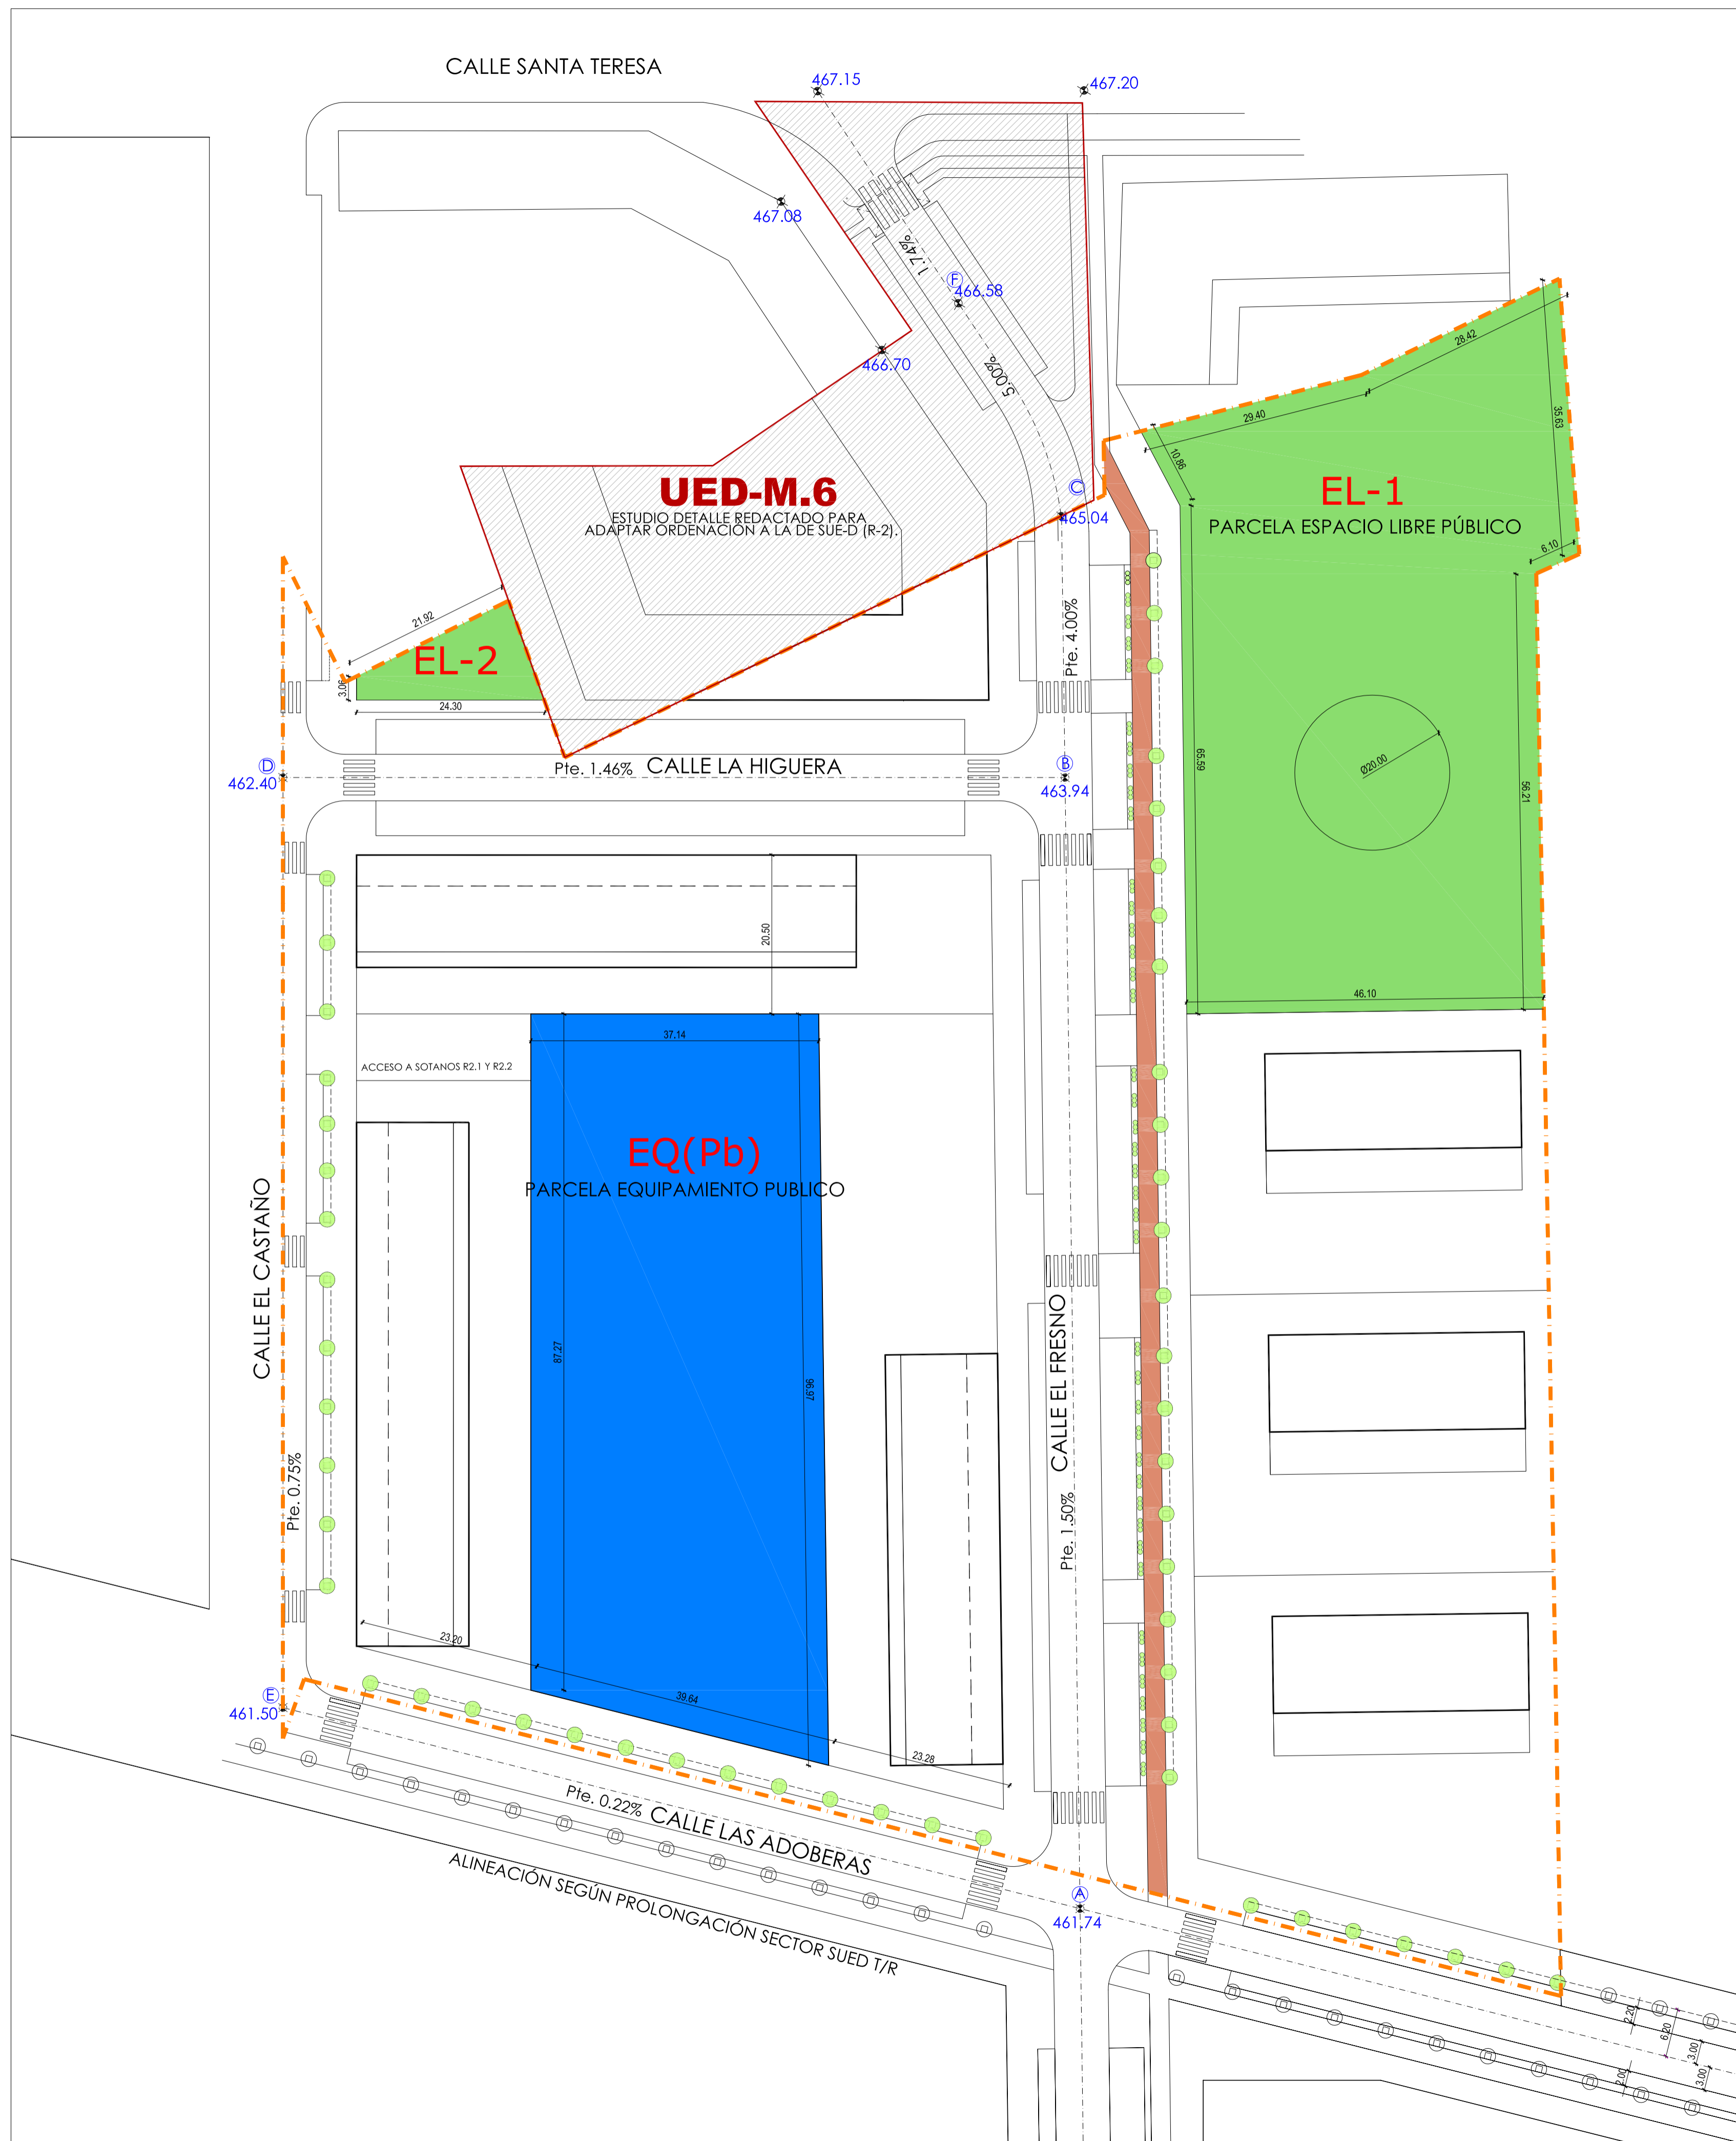 CALLE SANTA TERESA
467.15
467.20
467.08
1.74%
F
466.58
466.70
5.00%
28.42
29.40
35.63
10.86
C
465.04
UED-M.6
ESTUDIO DETALLE REDACTADO PARA
ADAPTAR ORDENACIÓN A LA DE SUE-D (R-2).
EL-1
PARCELA ESPACIO LIBRE PÚBLICO
6.10
21.92
EL-2
3.06
24.30
Pte. 4.00%
D
462.40
Pte. 1.46%
CALLE LA HIGUERA
B
463.94
65.59
Ø20.00
56.21
20.50
46.10
37.14
ACCESO A SOTANOS R2.1 Y R2.2
EQ(Pb)
PARCELA EQUIPAMIENTO PUBLICO
CALLE EL CASTAÑO
Pte. 0.75%
87.27
96.97
CALLE EL FRESNO
Pte. 1.50%
23.20
39.64
23.28
E
461.50
Pte. 0.22%
CALLE LAS ADOBERAS
ALINEACIÓN SEGÚN PROLONGACIÓN SECTOR SUED T/R
A
461.74
2.20
6.20
3.00
3.00
2.00